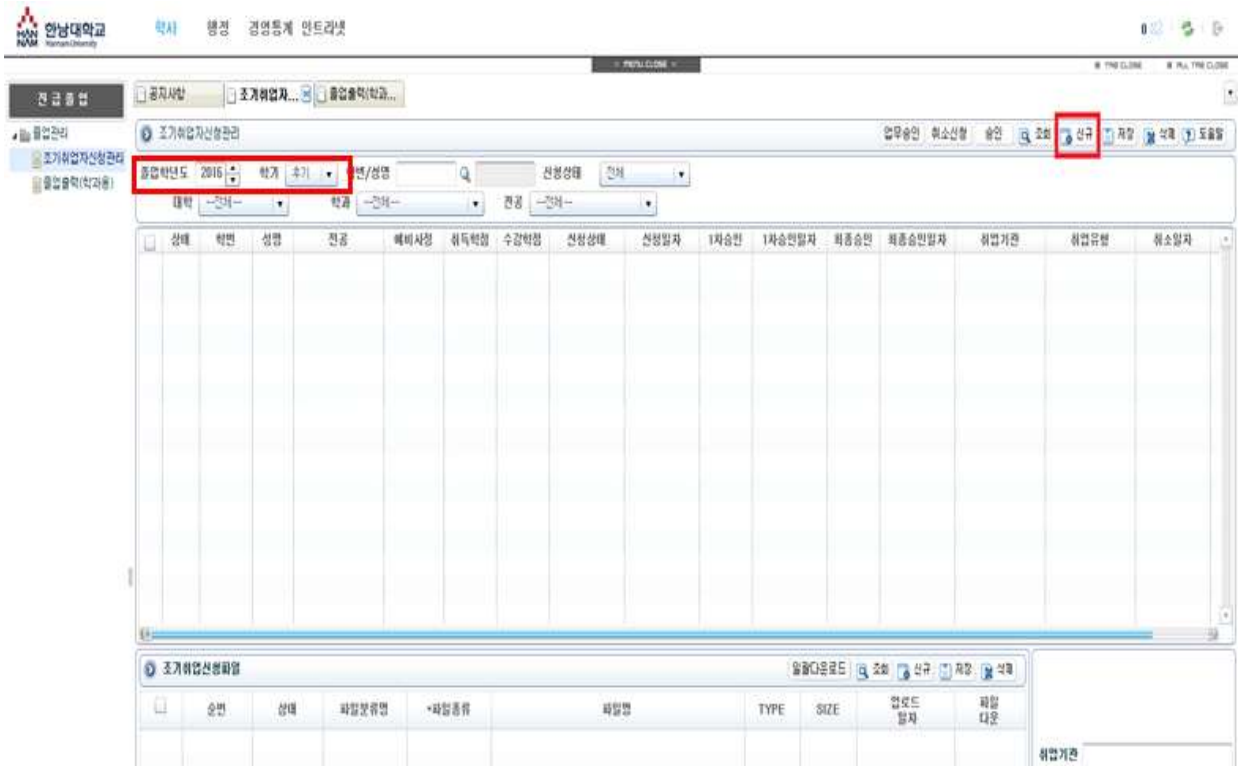 한남대학교
HANNAM Hannam University
학사 행정 경영통계 인트라넷
MENU CLOSE
TAB CLOSE ALL TAB CLOSE
공지사항 조기취업자... 졸업출력(학과...
졸업관리
조기취업자신청관리
졸업출력(학과용)
조기취업자신청관리
업무승인 취소신청 승인 조회 신규 저장 삭제 도움말
졸업학년도 2016 학기 후기 학번/성명 신청상태 전체
대학 --전체-- 학과 --전체-- 전공 --전체--
상태 학번 성명 전공 예비사정 취득학점 수강학점 신청상태 신청일자 1차승인 1차승인일자 최종승인 최종승인일자 취업기관 취업유형 취소일자
조기취업신청파일
일괄다운로드 조회 신규 저장 삭제
순번 상태 파일분류명 *파일종류 파일명 TYPE SIZE 업로드 일자 파일 다운
취업기관